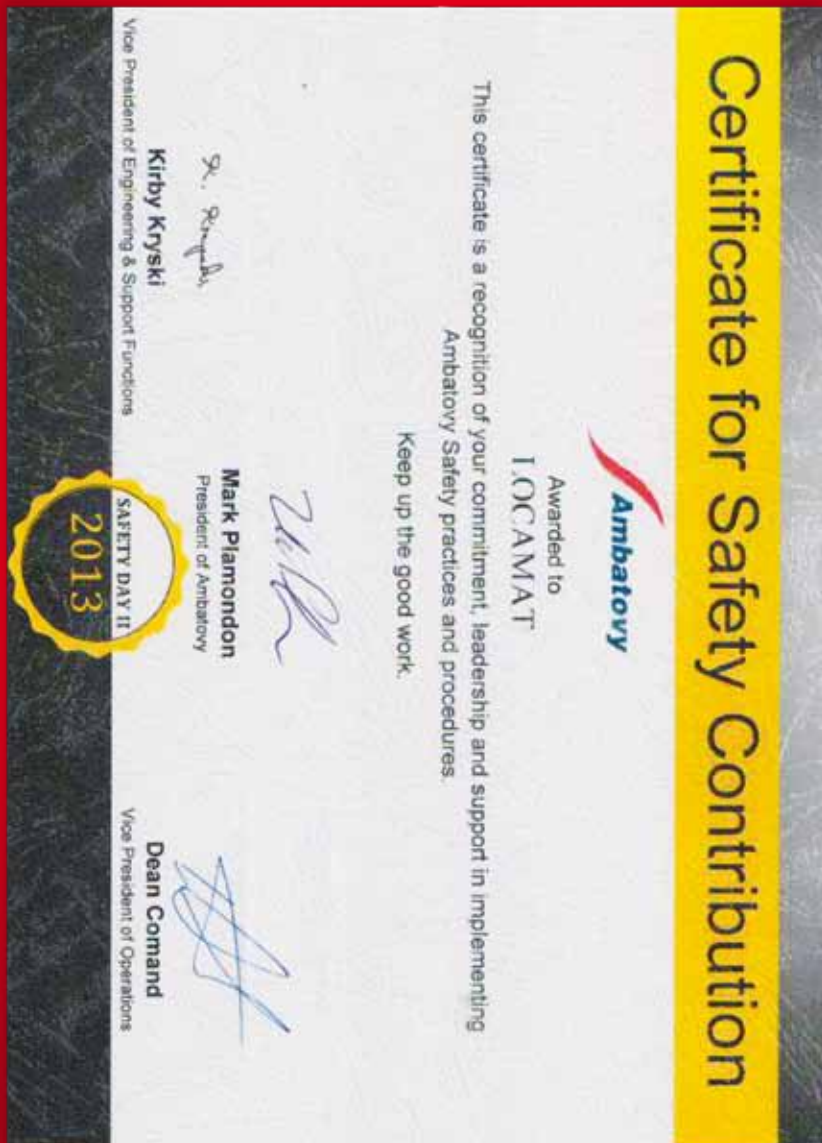 Certificate for Safety Contribution
Ambatovy
Awarded to
LOCAMAT
This certificate is a recognition of your commitment, leadership and support in implementing
Ambatovy Safety practices and procedures.
Keep up the good work.
Kirby Kryski
Vice President of Engineering & Support Functions
Mark Plamondon
President of Ambatovy
Dean Comand
Vice President of Operations
SAFETY DAY II
2013